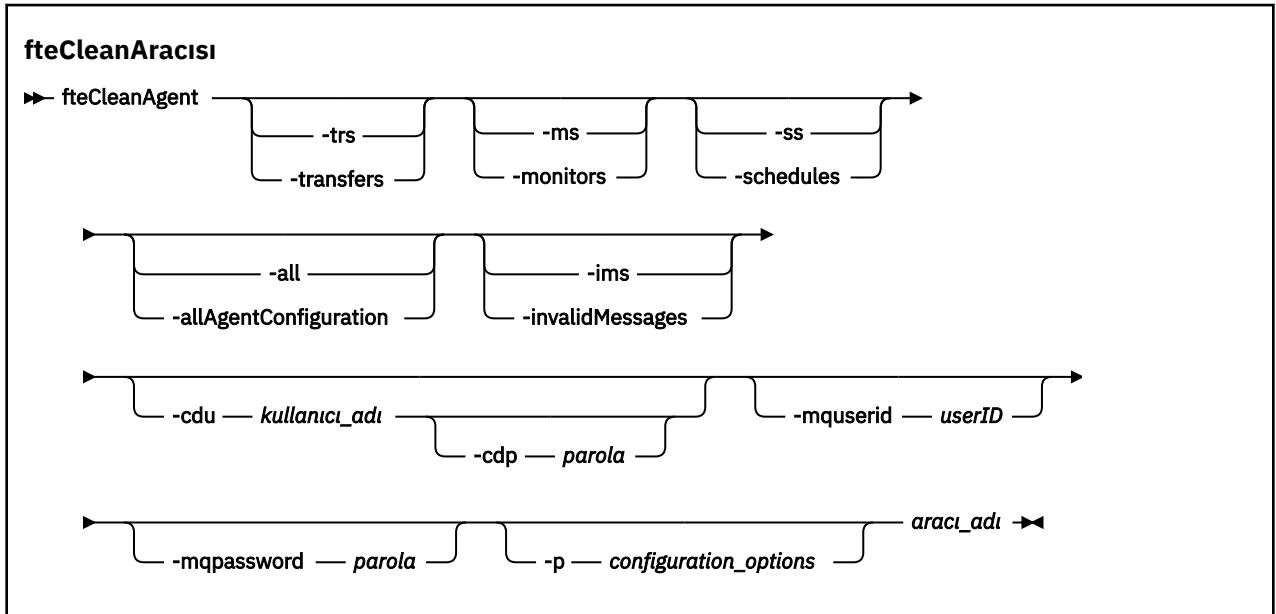 fteCleanAracısı
fteCleanAgent
-trs -ms -ss
-transfers -monitors -schedules
-all -ims
-allAgentConfiguration -invalidMessages
-cdu kullanıcı_adı -mquserid userID
-cdp parola
aracı_adı
-mqpassword parola -p configuration_options